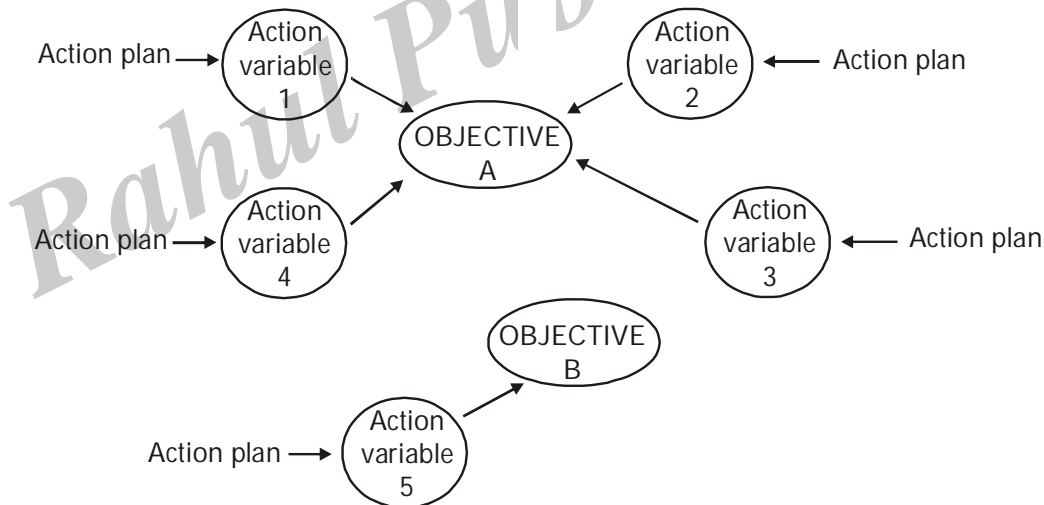 Action plan
Action
variable
1
Action
variable
2
Action plan
OBJECTIVE
A
Action plan
Action
variable
4
Action
variable
3
Action plan
OBJECTIVE
B
Action plan
Action
variable
5
Rahul